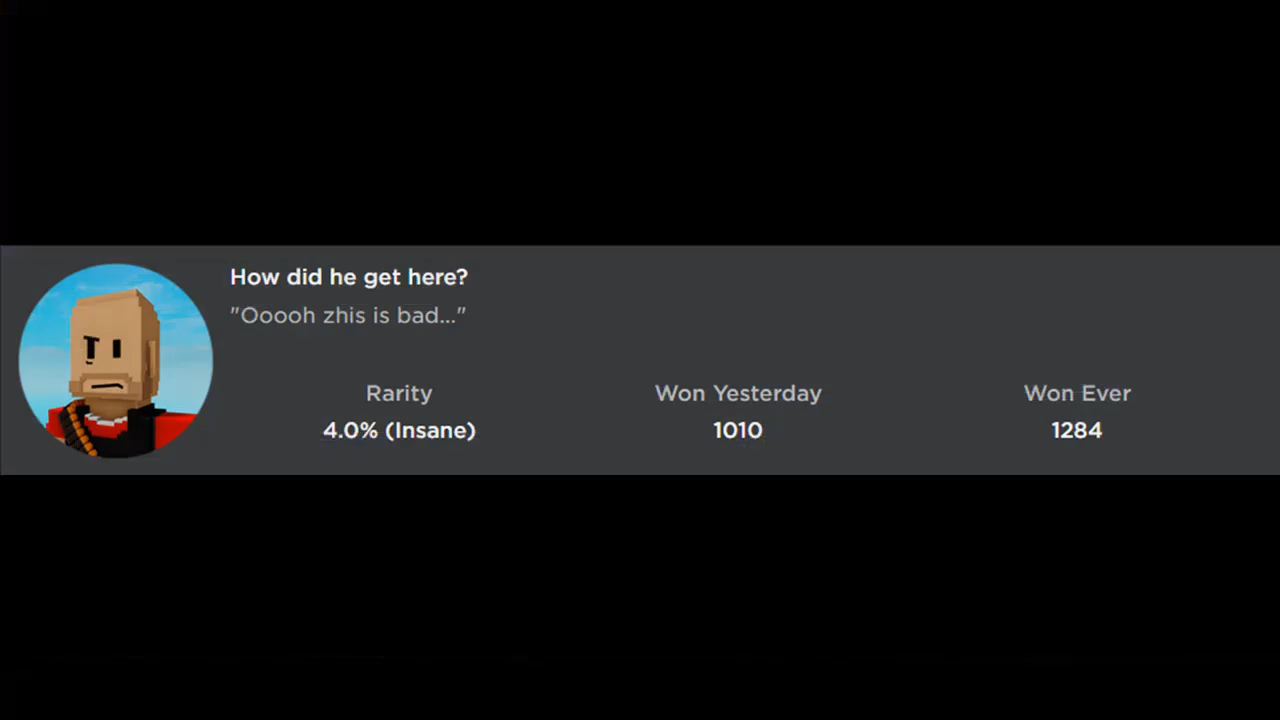 How did he get here?
"Ooooh zhis is bad..."
Rarity Won Yesterday Won Ever
4.0% (Insane) 1010 1284